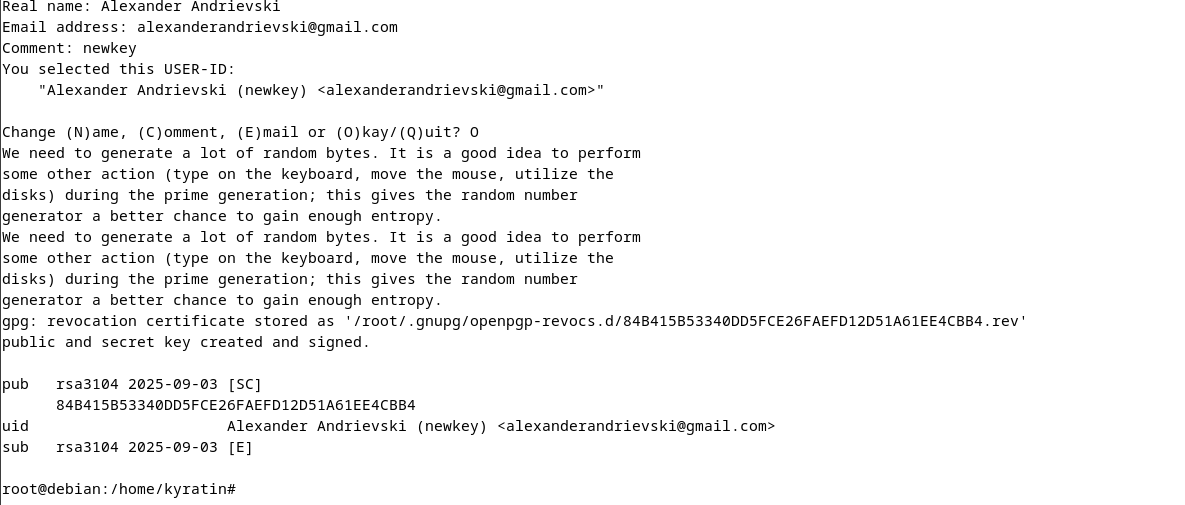 Real name: Alexander Andrievski
Email address: alexanderandrievski@gmail.com
Comment: newkey
You selected this USER-ID:
    "Alexander Andrievski (newkey) <alexanderandrievski@gmail.com>"

Change (N)ame, (C)omment, (E)mail or (O)kay/(Q)uit? O
We need to generate a lot of random bytes. It is a good idea to perform
some other action (type on the keyboard, move the mouse, utilize the
disks) during the prime generation; this gives the random number
generator a better chance to gain enough entropy.
We need to generate a lot of random bytes. It is a good idea to perform
some other action (type on the keyboard, move the mouse, utilize the
disks) during the prime generation; this gives the random number
generator a better chance to gain enough entropy.
gpg: revocation certificate stored as '/root/.gnupg/openpgp-revocs.d/84B415B53340DD5FCE26FAEFD12D51A61EE4CBB4.rev'
public and secret key created and signed.

pub   rsa3104 2025-09-03 [SC]
      84B415B53340DD5FCE26FAEFD12D51A61EE4CBB4
uid                      Alexander Andrievski (newkey) <alexanderandrievski@gmail.com>
sub   rsa3104 2025-09-03 [E]

root@debian:/home/kyratin#